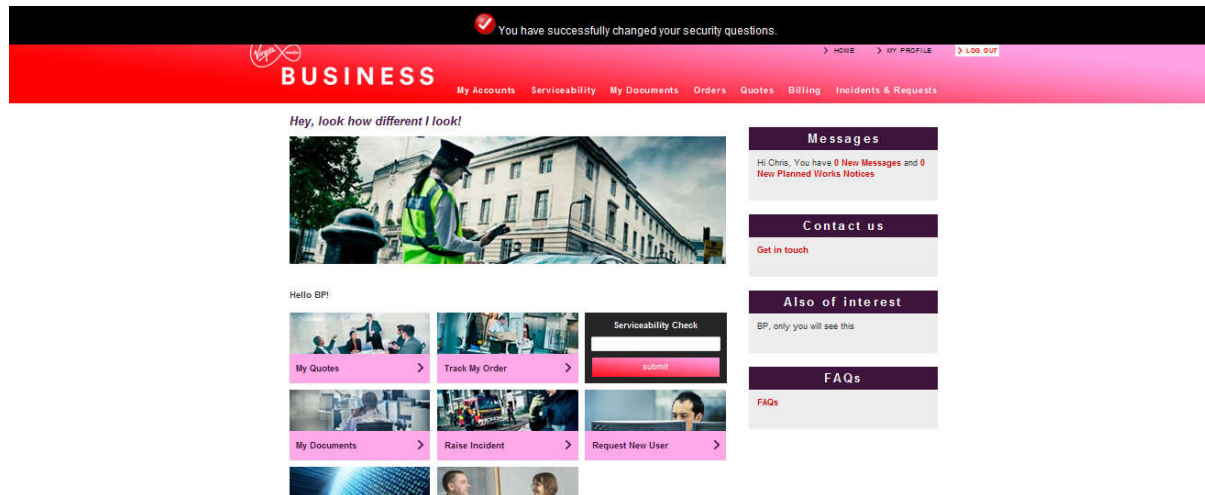 You have successfully changed your security questions.
HOME MY PROFILE LOG OUT
Virgin media
BUSINESS
My Accounts Serviceability My Documents Orders Quotes Billing Incidents & Requests
Hey, look how different I look!
Hello BP!
My Quotes
Track My Order
Serviceability Check
submit
My Documents
Raise Incident
Request New User
Messages
Hi Chris, You have 0 New Messages and 0
New Planned Works Notices
Contact us
Get in touch
Also of interest
BP, only you will see this
FAQs
FAQs